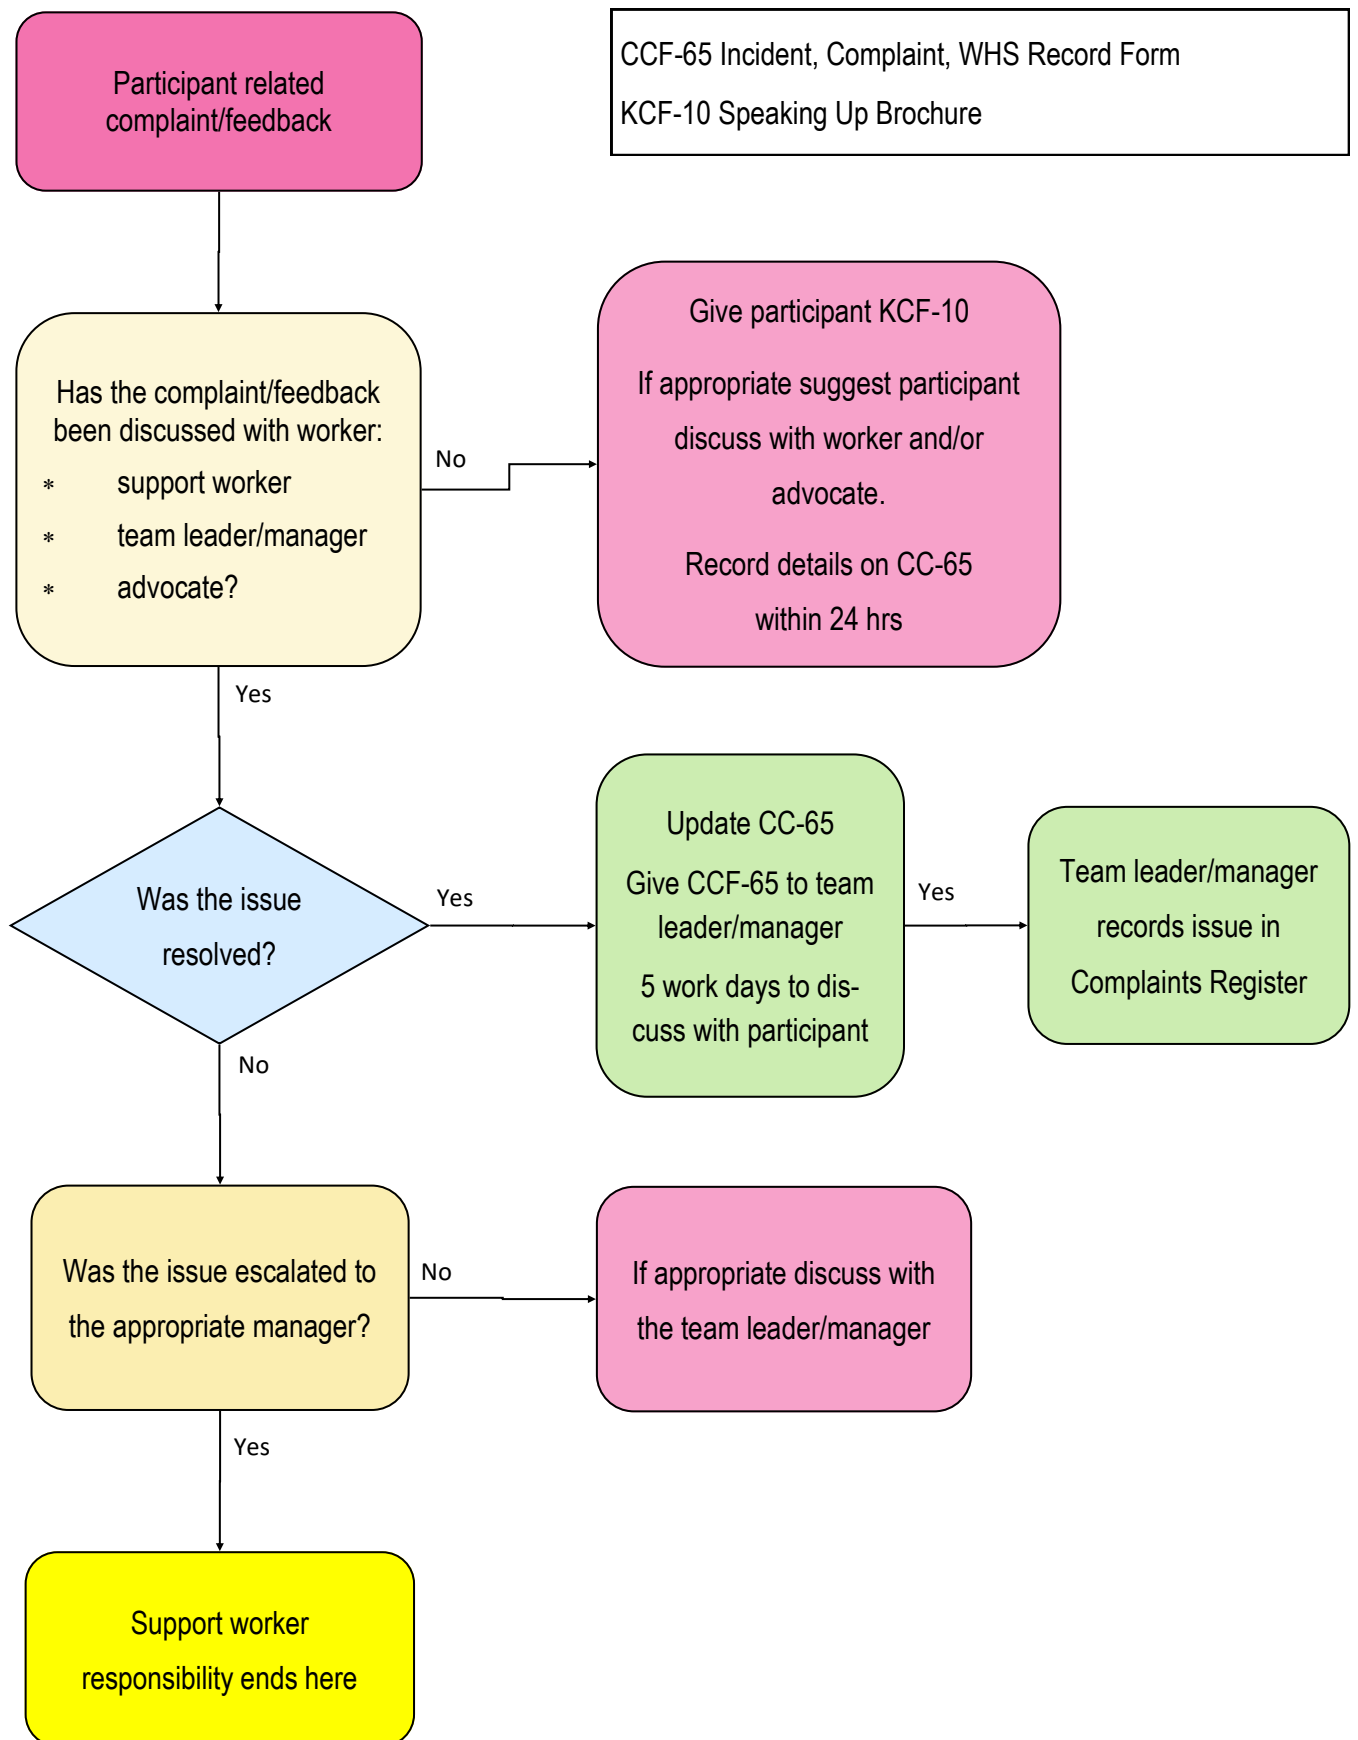 Participant related
complaint/feedback
CCF-65 Incident, Complaint, WHS Record Form
KCF-10 Speaking Up Brochure
Has the complaint/feedback
been discussed with worker:
* support worker
* team leader/manager
* advocate?
No
Give participant KCF-10
If appropriate suggest participant
discuss with worker and/or
advocate.
Record details on CC-65
within 24 hrs
Yes
Was the issue
resolved?
Yes
Update CC-65
Give CCF-65 to team
leader/manager
5 work days to dis-
cuss with participant
Yes
Team leader/manager
records issue in
Complaints Register
No
Was the issue escalated to
the appropriate manager?
No
If appropriate discuss with
the team leader/manager
Yes
Support worker
responsibility ends here